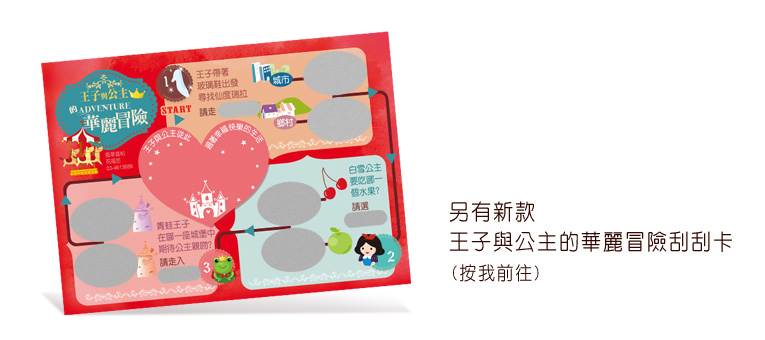 王子與公主
的ADVENTURE
華麗冒險
03-4613088
1
START
王子帶著
玻璃鞋出發
尋找仙度瑞拉
請走
城市
鄉村
王子與公主從此
過著幸福快樂的生活
白雪公主
要吃哪一
個水果?
請選
2
青蛙王子
在哪一座城堡中
期待公主親吻?
請走入
3
另有新款
王子與公主的華麗冒險刮刮卡
（按我前往）